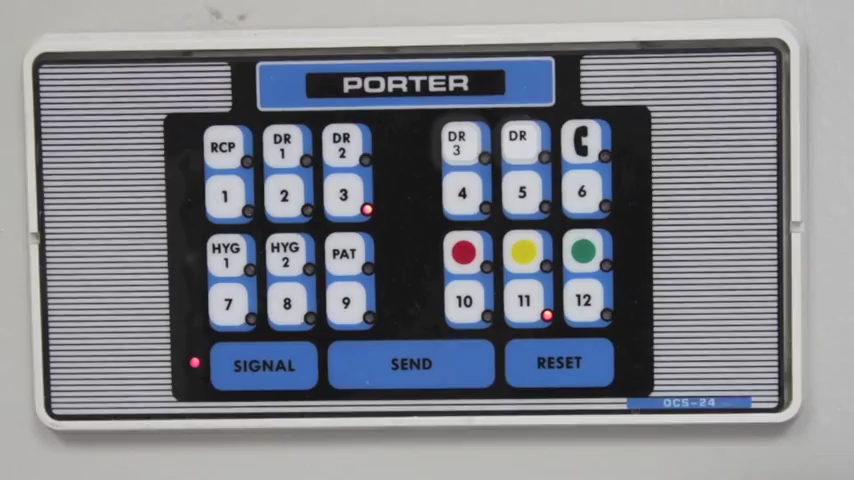 PORTER
RCP DR 1 DR 2 DR 3 DR
1 2 3 4 5 6
HYG 1 HYG 2 PAT
7 8 9 10 11 12
SIGNAL SEND RESET
OCS-24